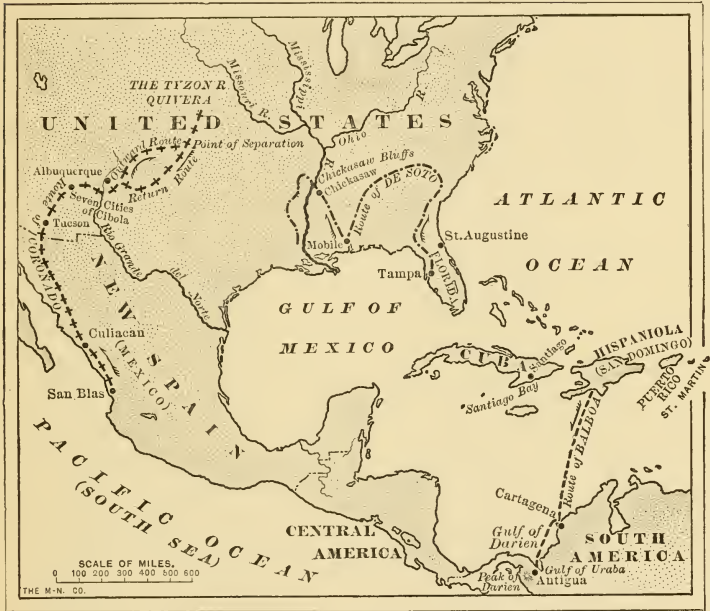 Missouri R.
Mississippi
R
THE TYZON R
QUIVERA
UNITED STATES
Ohio
R
Outward Route
Point of Separation
Return Route
Albuquerque
Seven Cities
of Cibola
Route of CORONADO
Tucson
Chickasaw Bluffs
Chickasaw
Route of DE SOTO
Mobile
ATLANTIC
OCEAN
St. Augustine
Tampa
FLORIDA
Rio Grande del Norte
NEW SPAIN
(MEXICO)
GULF OF
MEXICO
Culiacan
San Blas
CUBA
Santiago
Santiago Bay
HISPANIOLA
(SAN DOMINGO)
PUERTO
RICO
ST. MARTIN
Route of BALBOA
PACIFIC OCEAN
(SOUTH SEA)
Cartagena
Gulf of
Darien
SOUTH
AMERICA
CENTRAL
AMERICA
Gulf of Uraba
Peak of
Darien
Antigua
SCALE OF MILES.
0 100 200 300 400 500 600
THE M.-N. CO.